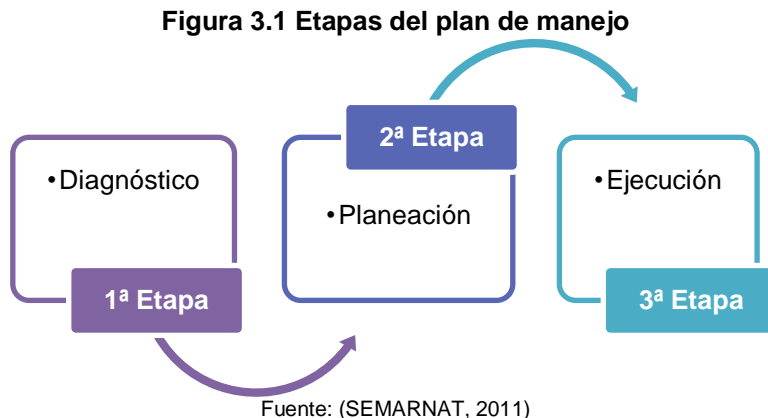 Figura 3.1 Etapas del plan de manejo
•Diagnóstico
1ª Etapa
2ª Etapa
•Planeación
•Ejecución
3ª Etapa
Fuente: (SEMARNAT, 2011)